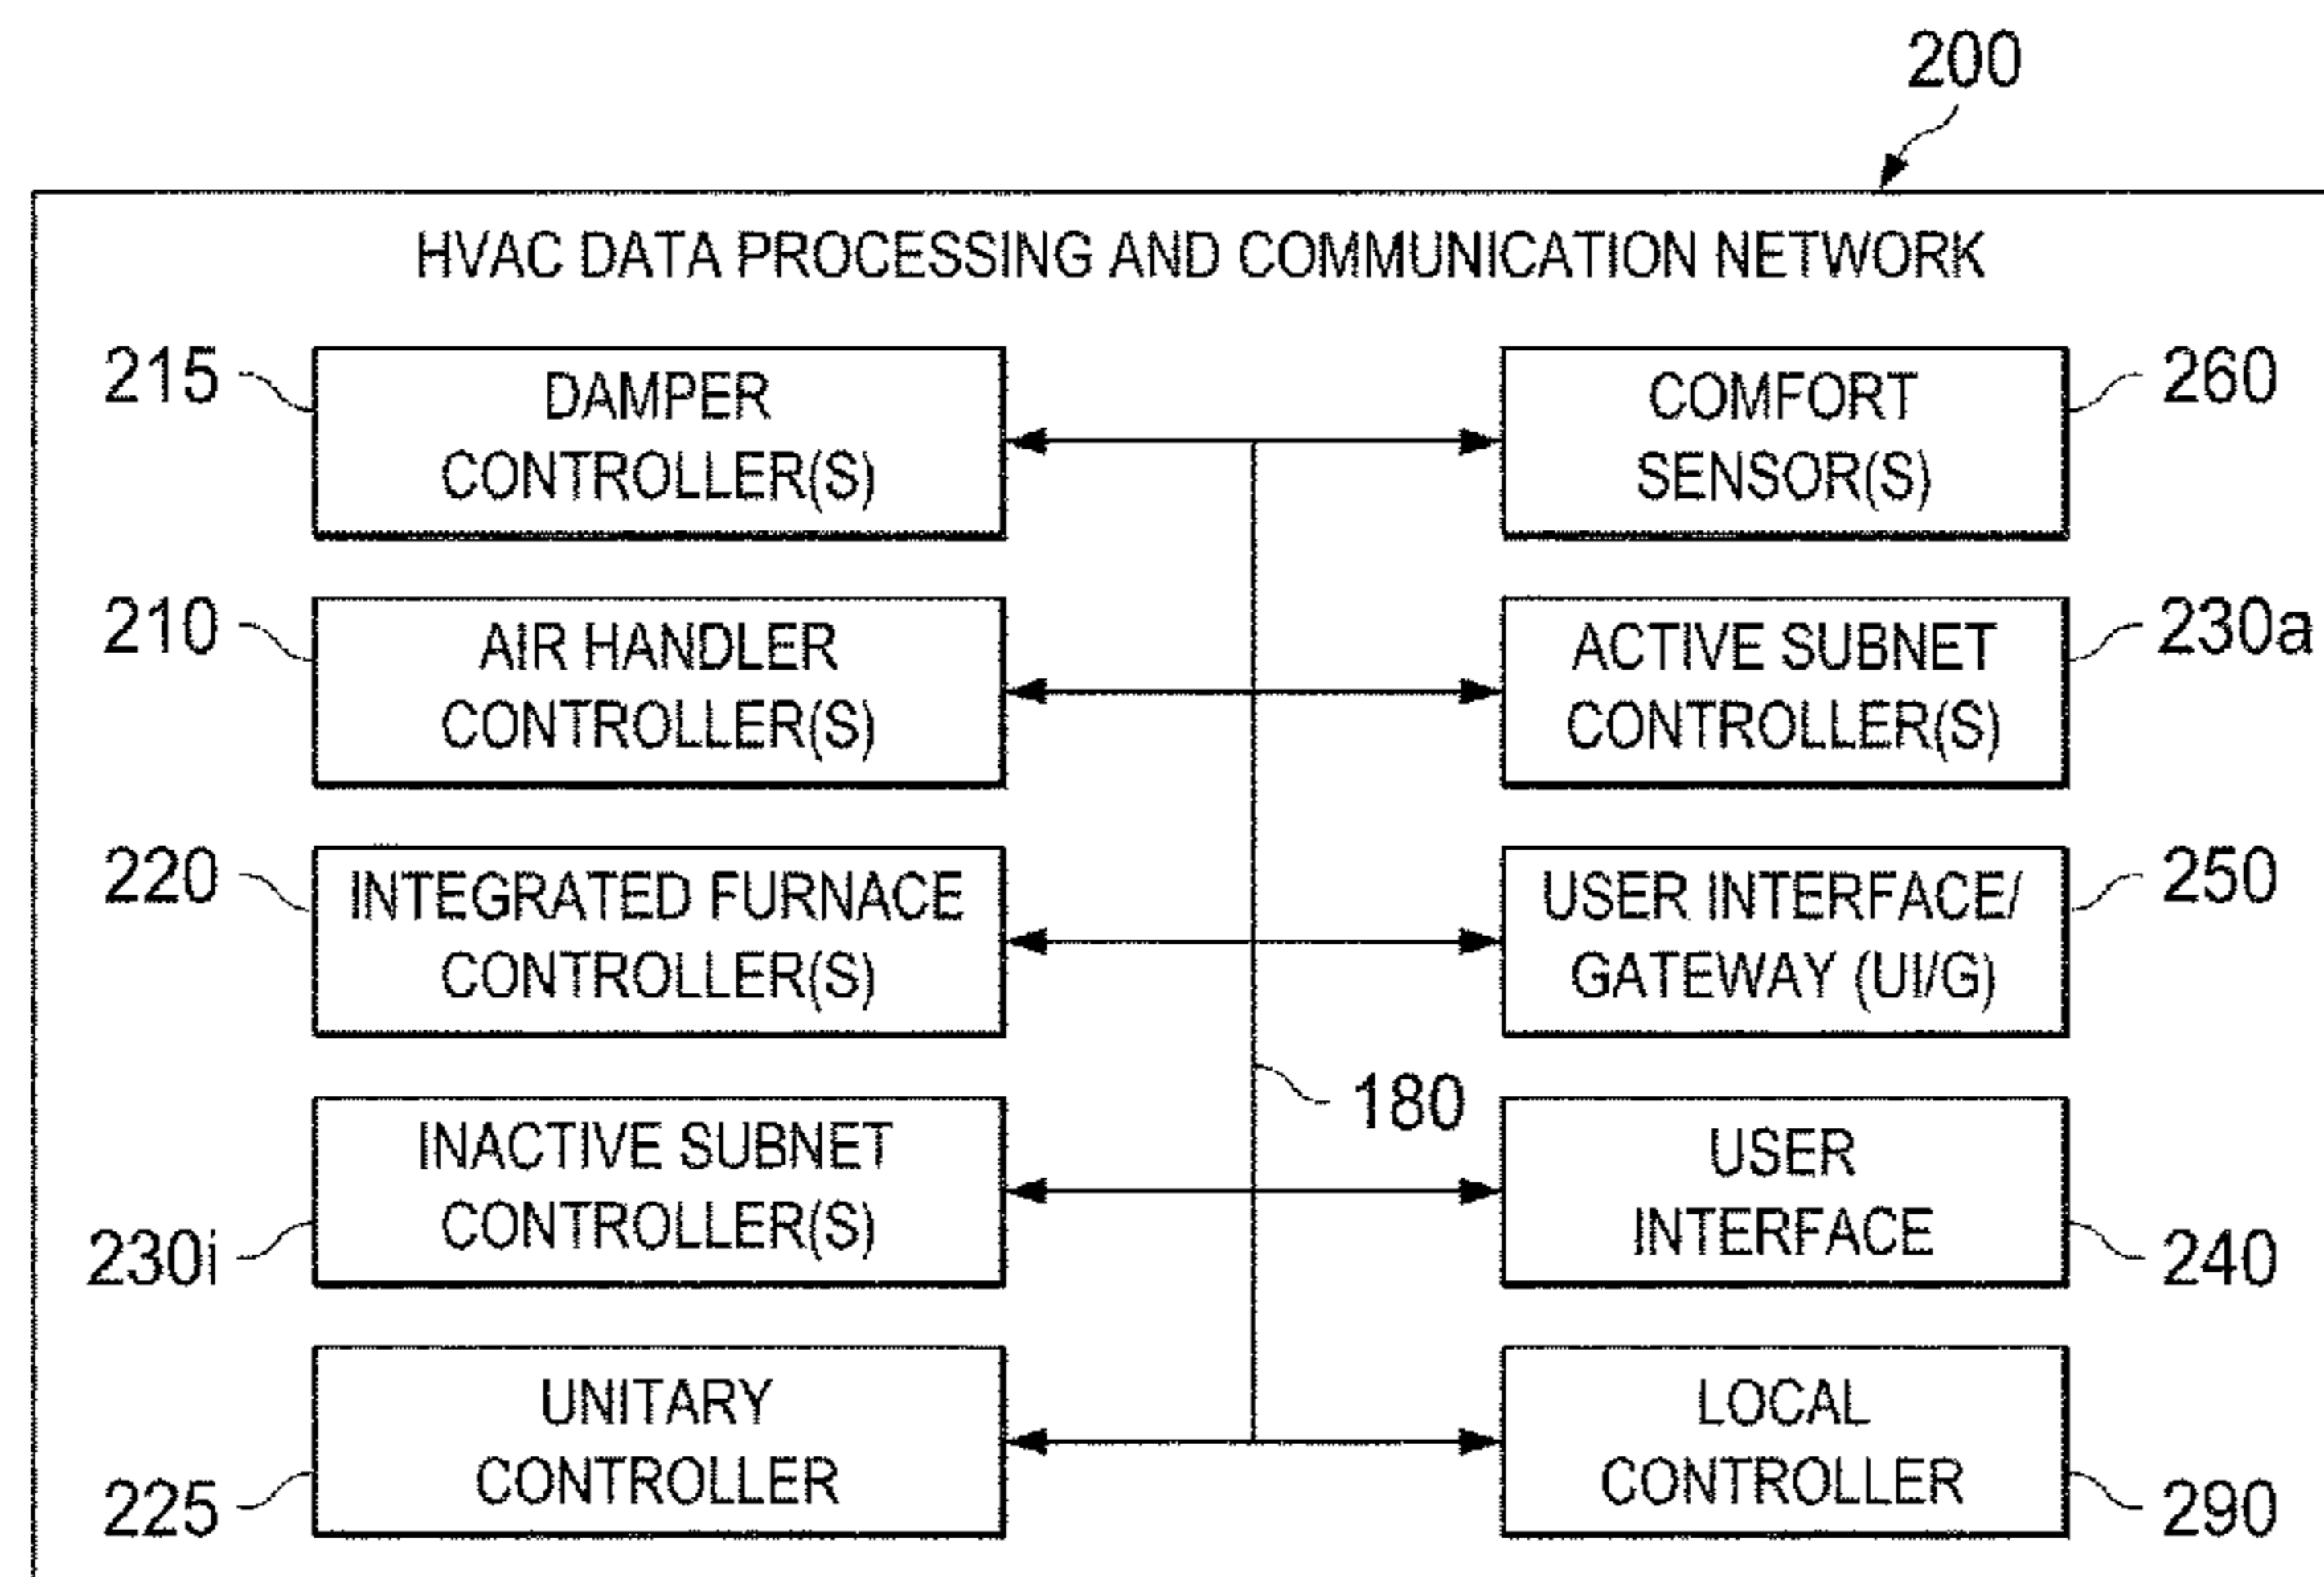 200
HVAC DATA PROCESSING AND COMMUNICATION NETWORK
215
DAMPER
CONTROLLER(S)
COMFORT
SENSOR(S)
260
210
AIR HANDLER
CONTROLLER(S)
ACTIVE SUBNET
CONTROLLER(S)
230a
220
INTEGRATED FURNACE
CONTROLLER(S)
USER INTERFACE/
GATEWAY (UI/G)
250
180
INACTIVE SUBNET
CONTROLLER(S)
230i
USER
INTERFACE
240
UNITARY
CONTROLLER
225
LOCAL
CONTROLLER
290